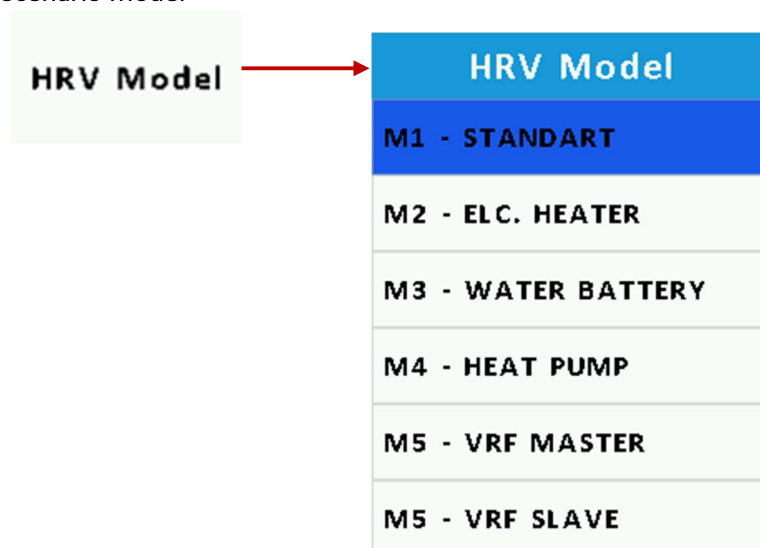 HRV Model
HRV Model
M1 - STANDART
M2 - ELC. HEATER
M3 - WATER BATTERY
M4 - HEAT PUMP
M5 - VRF MASTER
M5 - VRF SLAVE